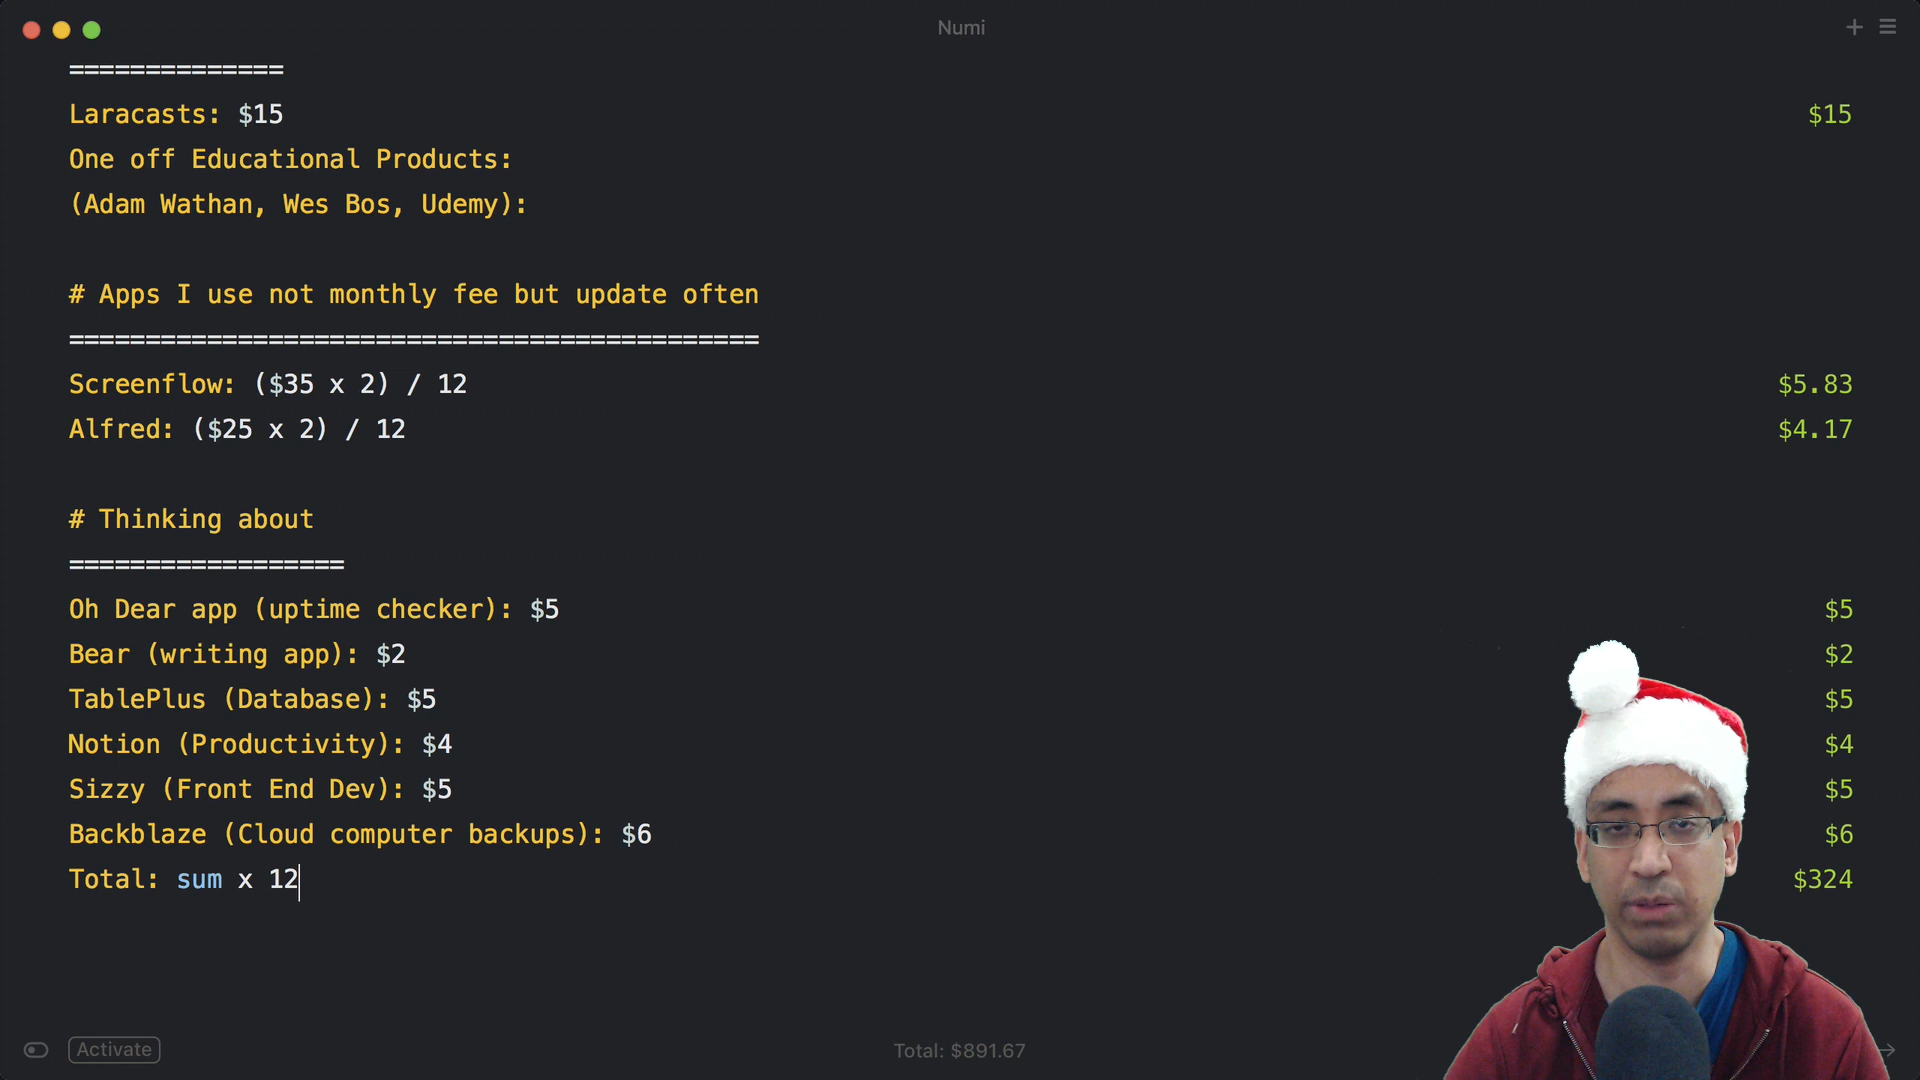 Numi
==============
Laracasts: $15 $15
One off Educational Products:
(Adam Wathan, Wes Bos, Udemy):
# Apps I use not monthly fee but update often
=============================================
Screenflow: ($35 x 2) / 12 $5.83
Alfred: ($25 x 2) / 12 $4.17
# Thinking about
==================
Oh Dear app (uptime checker): $5 $5
Bear (writing app): $2 $2
TablePlus (Database): $5 $5
Notion (Productivity): $4 $4
Sizzy (Front End Dev): $5 $5
Backblaze (Cloud computer backups): $6 $6
Total: sum x 12 $324
Activate Total: $891.67